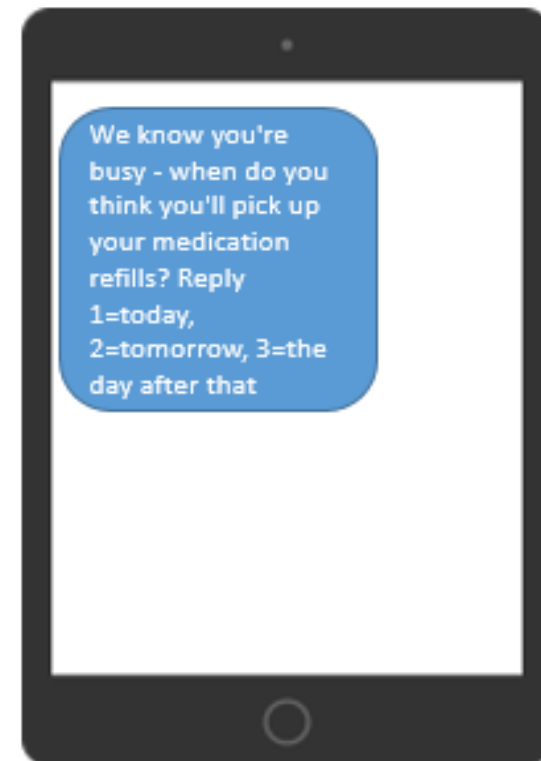 We know you're
busy - when do you
think you'll pick up
your medication
refills? Reply
1=today,
2=tomorrow, 3=the
day after that